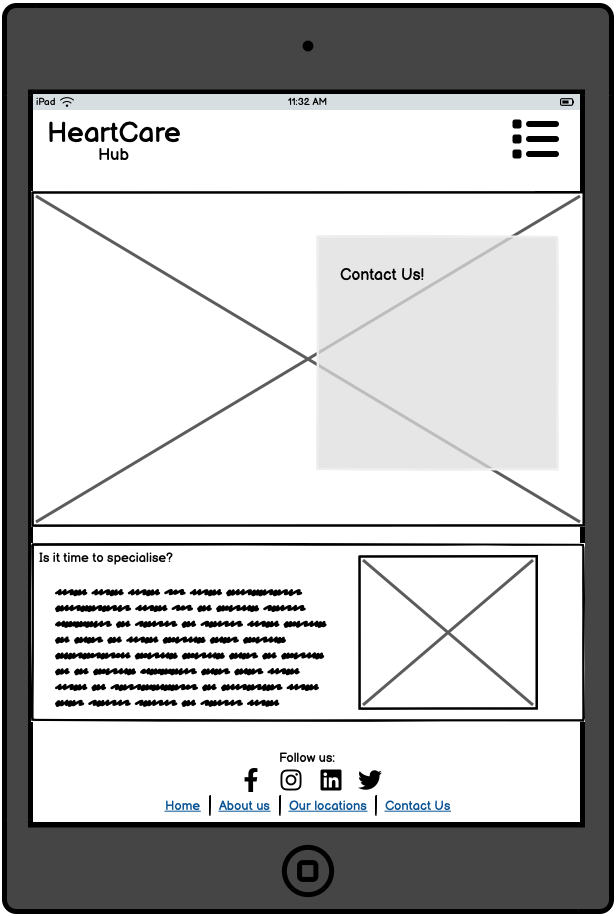 iPad
11:32 AM
HeartCare
Hub
Contact Us!
Is it time to specialise?
Follow us:
Home | About us | Our locations | Contact Us